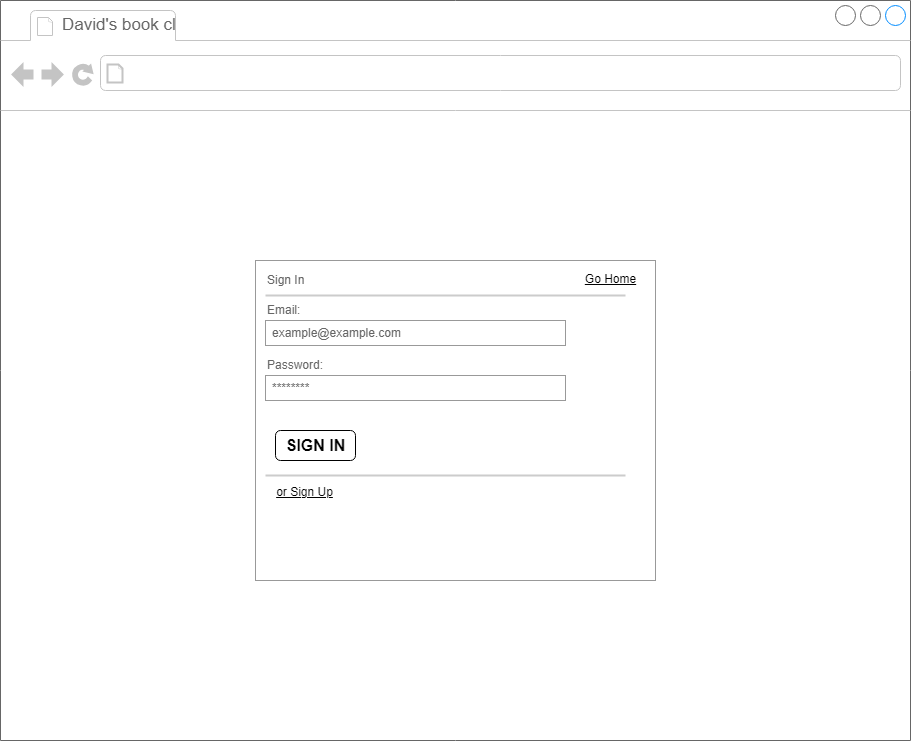 David's book cl
Sign In
Go Home
Email:
example@example.com
Password:
********
SIGN IN
or Sign Up